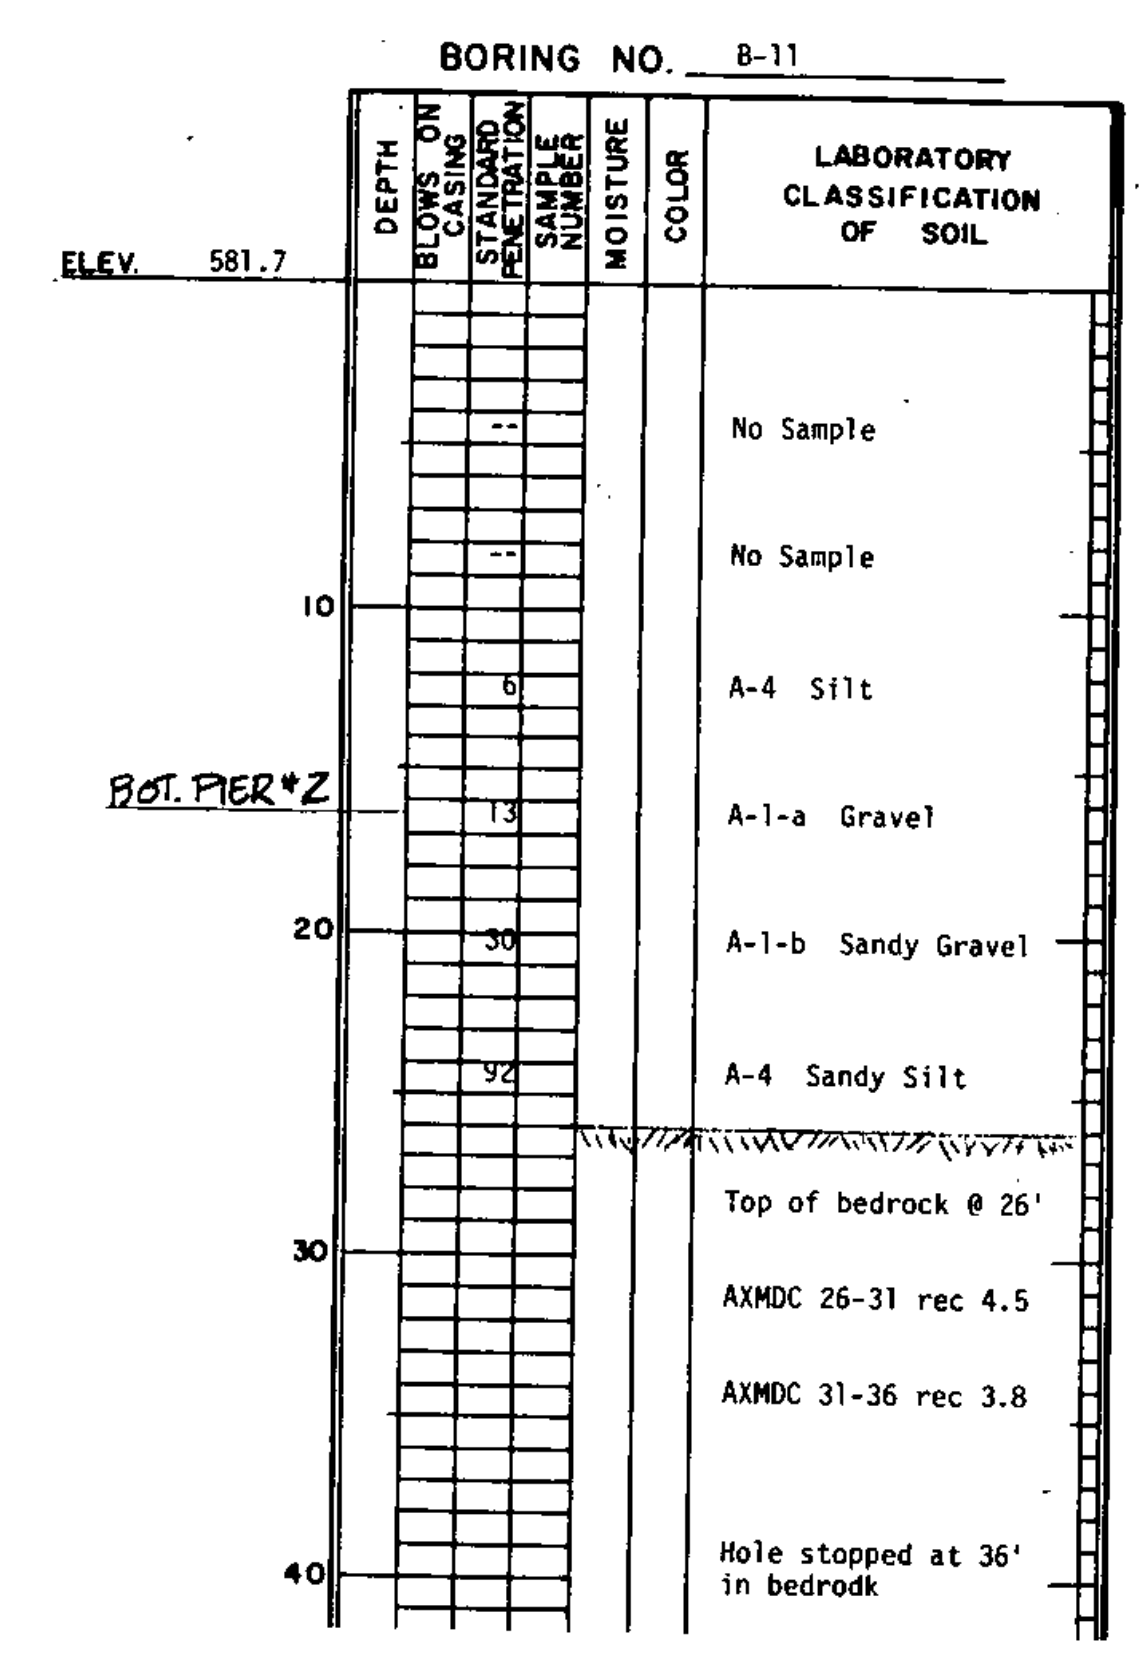 BORING NO. B-11
DEPTH
BLOWS ON CASING
STANDARD PENETRATION
SAMPLE NUMBER
MOISTURE
COLOR
LABORATORY
CLASSIFICATION
OF SOIL
ELEV. 581.7
-- No Sample
-- No Sample
10
6 A-4 Silt
BOT. PIER #2
13 A-1-a Gravel
20
30 A-1-b Sandy Gravel
92 A-4 Sandy Silt
Top of bedrock @ 26'
30
AXMDC 26-31 rec 4.5
AXMDC 31-36 rec 3.8
Hole stopped at 36'
40
in bedrodk